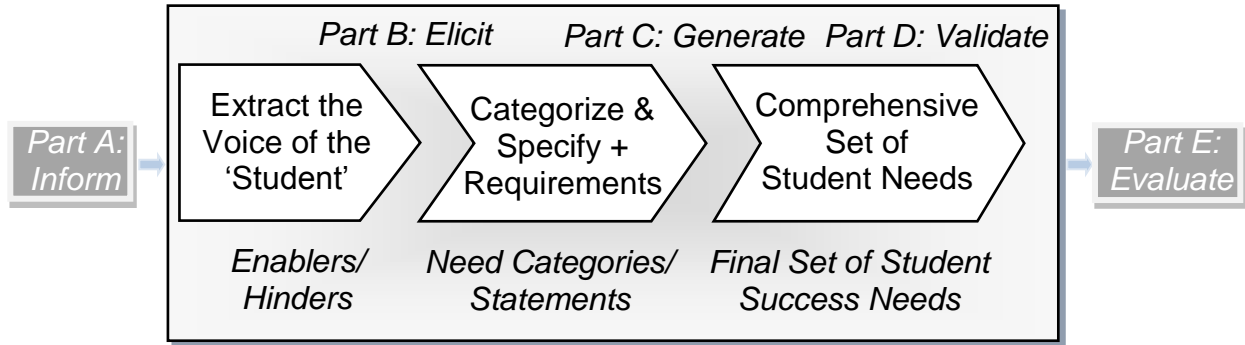 Part B: Elicit
Part C: Generate
Part D: Validate
Part A:
Inform
Extract the
Voice of the
‘Student’
Categorize &
Specify +
Requirements
Comprehensive
Set of
Student Needs
Part E:
Evaluate
Enablers/
Hinders
Need Categories/
Statements
Final Set of Student
Success Needs